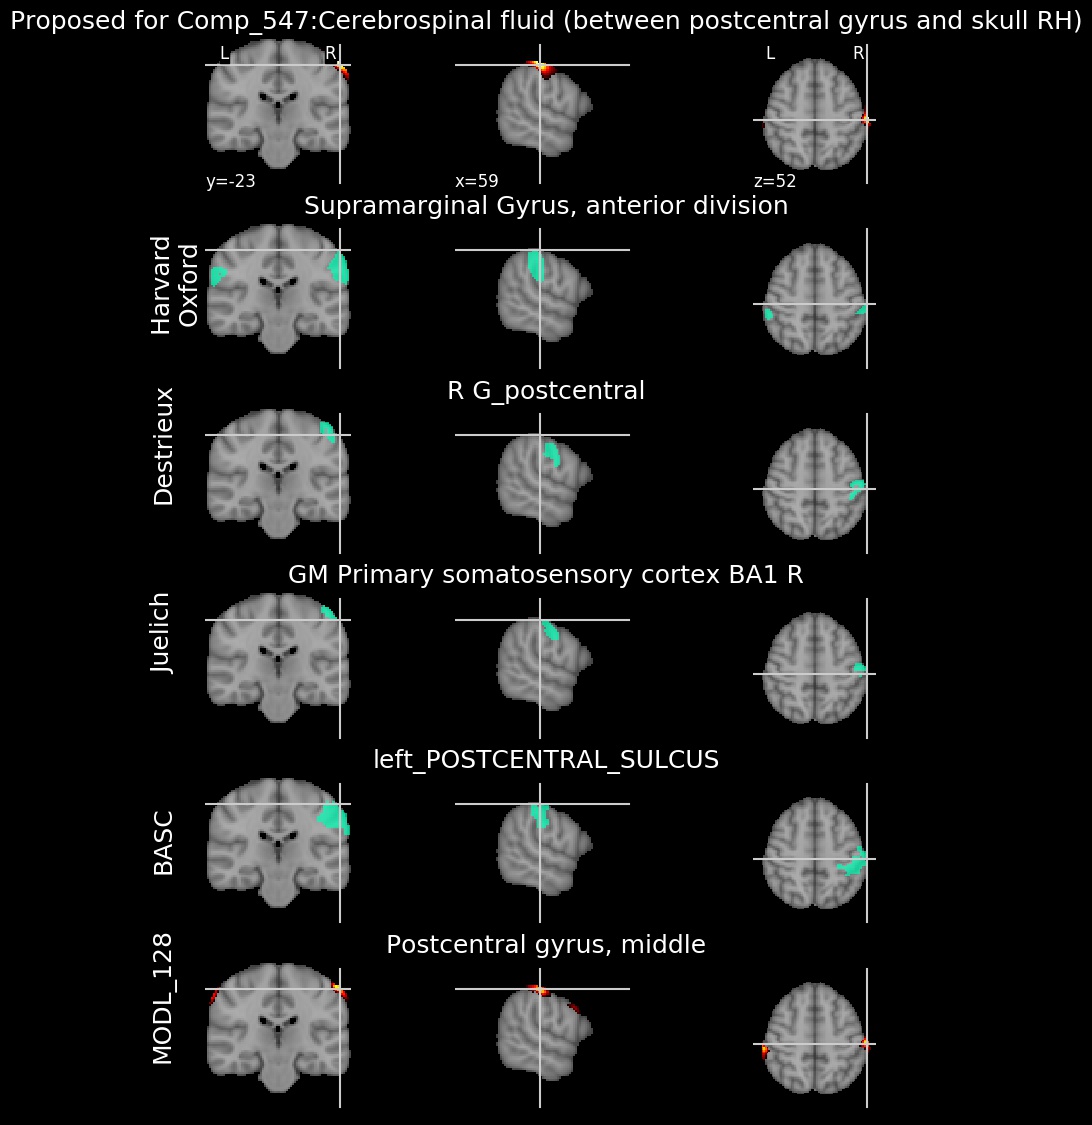 Proposed for Comp_547:Cerebrospinal fluid (between postcentral gyrus and skull RH)
L R L R
y=-23 x=59 z=52
Supramarginal Gyrus, anterior division
Harvard
Oxford
R G_postcentral
Destrieux
GM Primary somatosensory cortex BA1 R
Juelich
left_POSTCENTRAL_SULCUS
BASC
Postcentral gyrus, middle
MODL_128